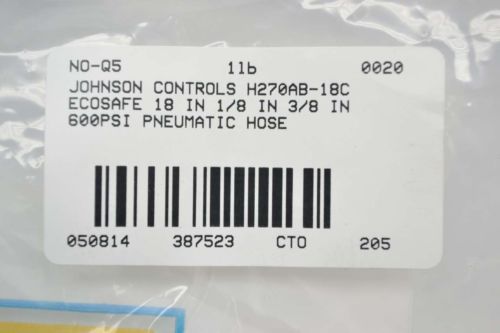 NO-Q5 1lb 0020
JOHNSON CONTROLS H270AB-18C
ECOSAFE 18 IN 1/8 IN 3/8 IN
600PSI PNEUMATIC HOSE
050814 387523 CTO 205